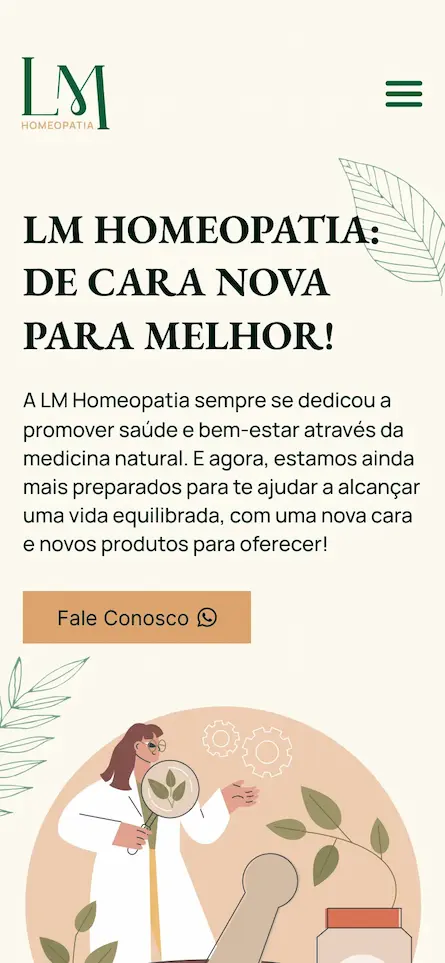 LM
HOMEOPATIA
LM HOMEOPATIA:
DE CARA NOVA
PARA MELHOR!
A LM Homeopatia sempre se dedicou a
promover saúde e bem-estar através da
medicina natural. E agora, estamos ainda
mais preparados para te ajudar a alcançar
uma vida equilibrada, com uma nova cara
e novos produtos para oferecer!
Fale Conosco